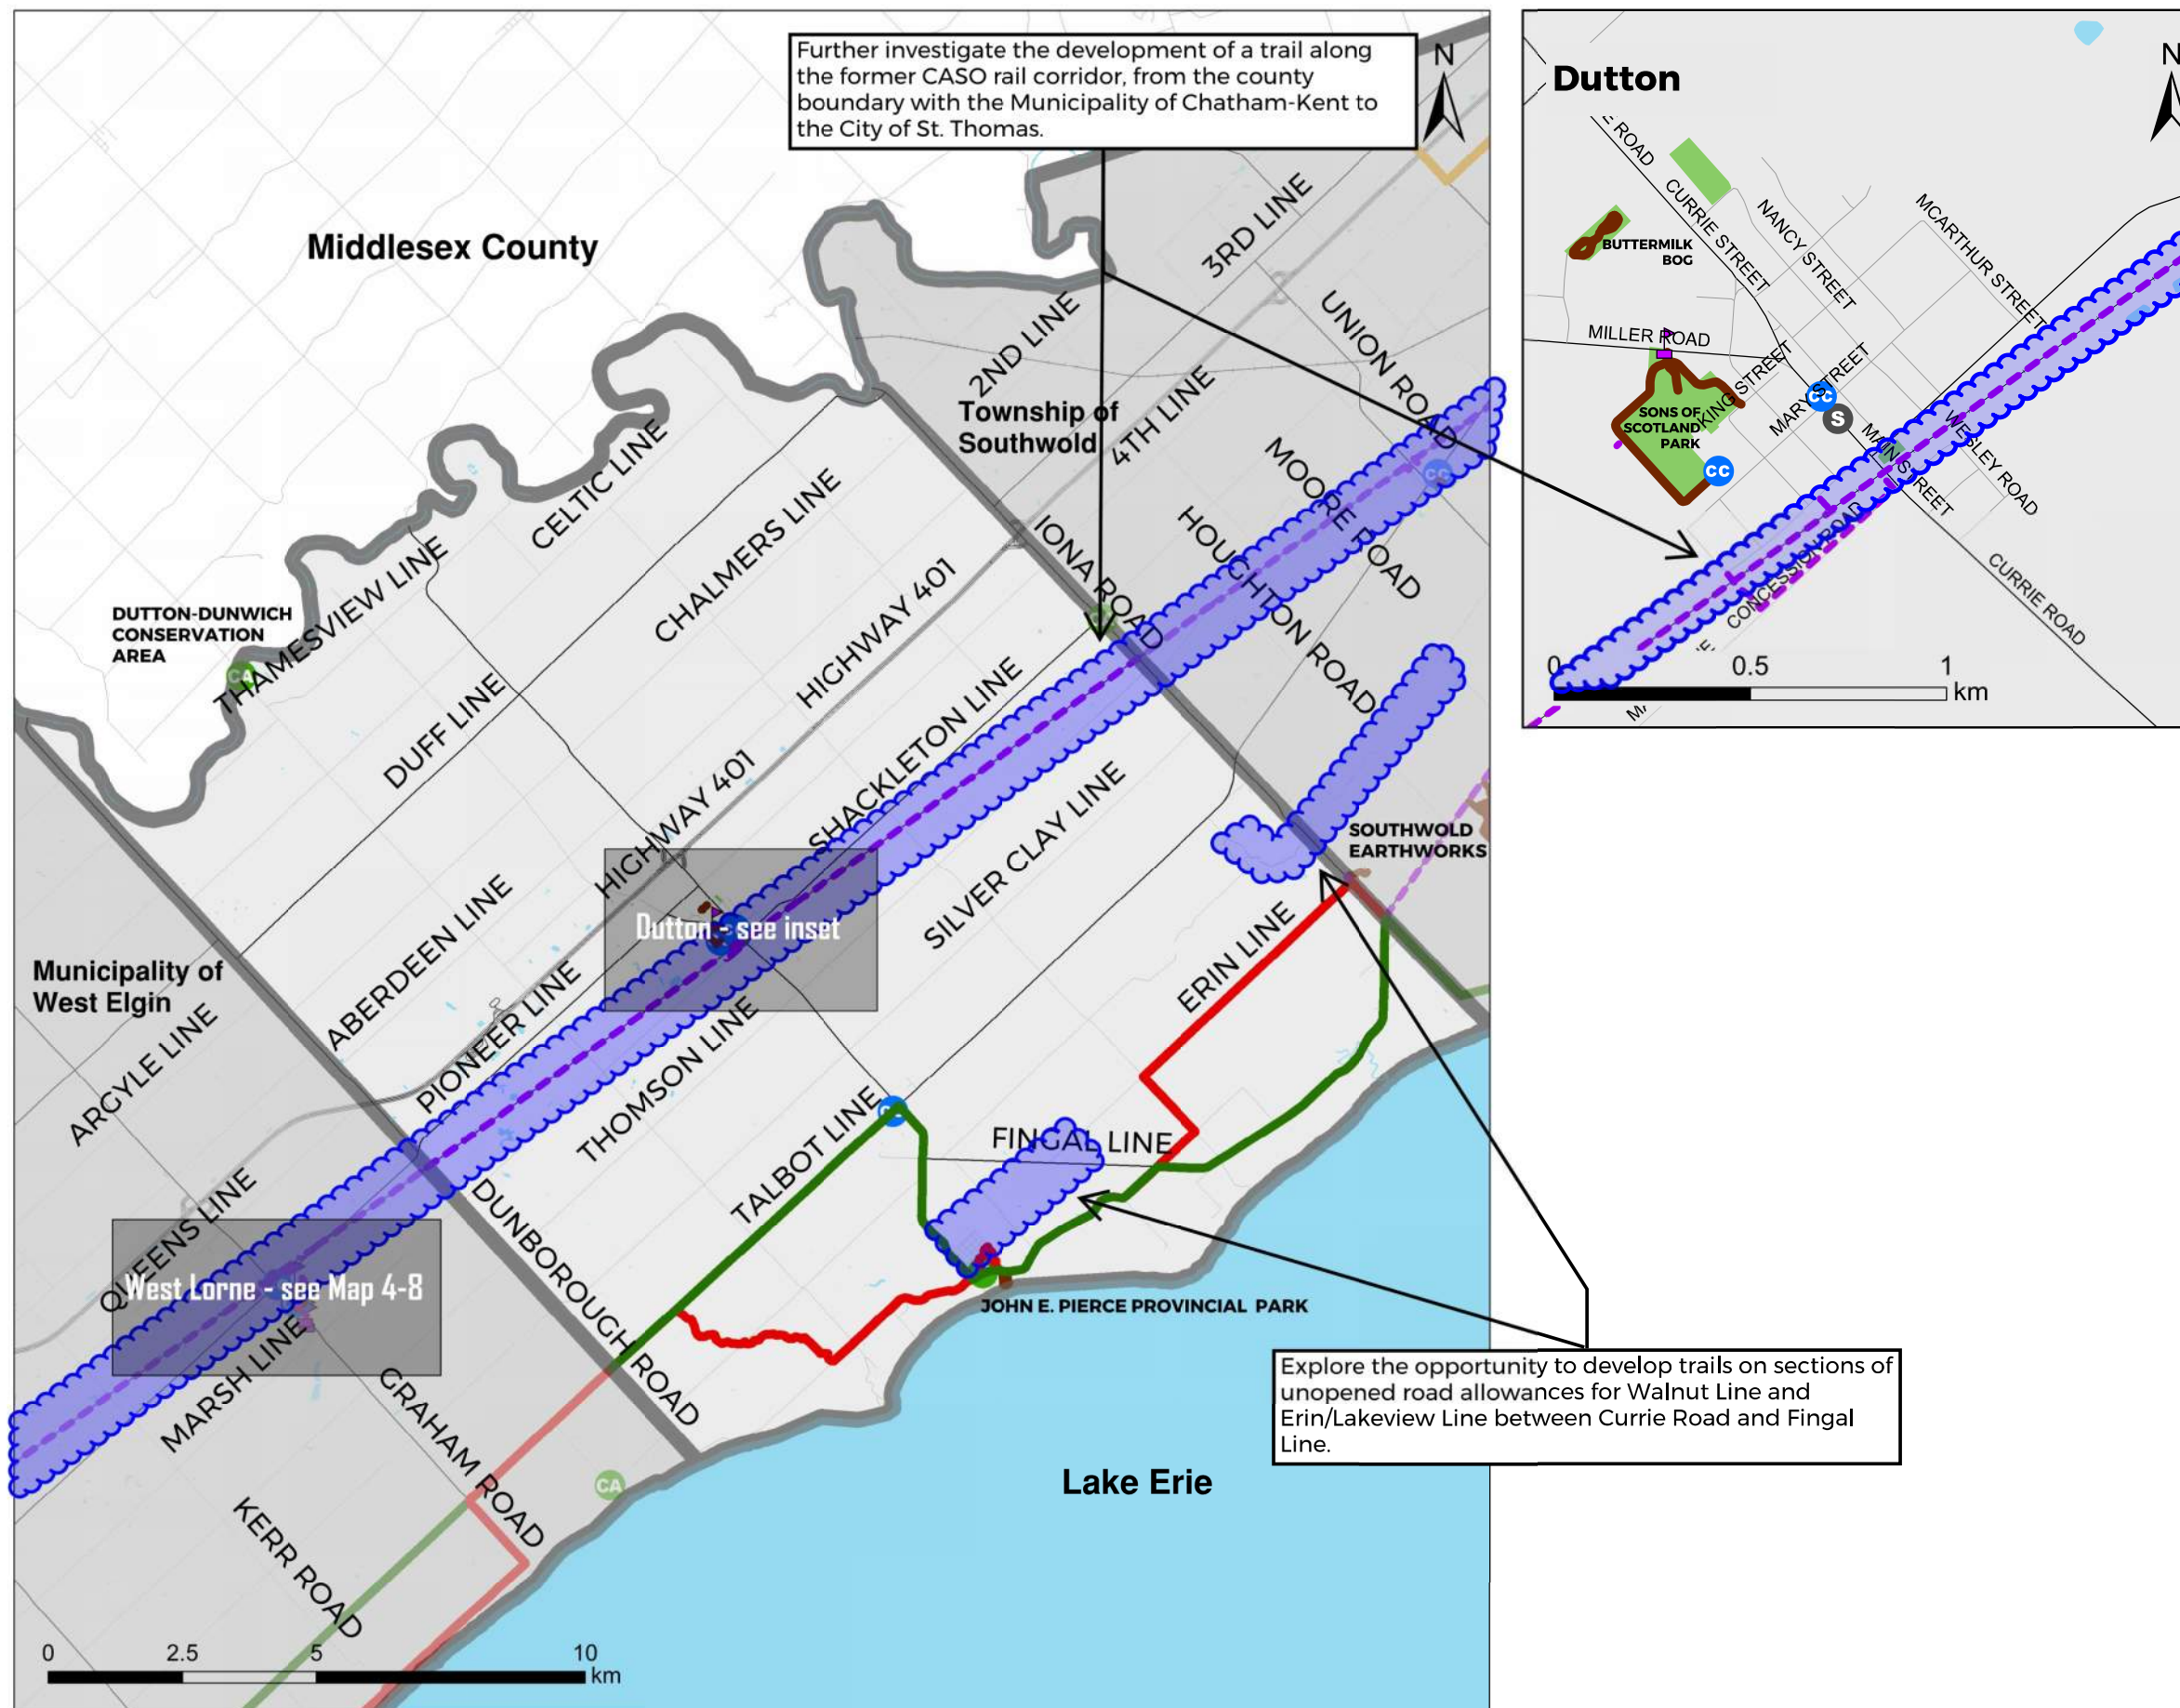 Further investigate the development of a trail along
the former CASO rail corridor, from the county
boundary with the Municipality of Chatham-Kent to
the City of St. Thomas.
N
Middlesex County
3RD LINE
2ND LINE
UNION ROAD
Township of
Southwold
4TH LINE
MOORE ROAD
HOUGHTON ROAD
IONA ROAD
CC
CELTIC LINE
CHALMERS LINE
HIGHWAY 401
DUTTON-DUNWICH
CONSERVATION
AREA
CA
THAMESVIEW LINE
DUFF LINE
SHACKLETON LINE
HIGHWAY 401
SILVER CLAY LINE
SOUTHWOLD
EARTHWORKS
Dutton - see inset
ABERDEEN LINE
ERIN LINE
Municipality of
West Elgin
PIONEER LINE
THOMSON LINE
ARGYLE LINE
TALBOT LINE
FINGAL LINE
QUEENS LINE
DUNBOROUGH ROAD
West Lorne - see Map 4-8
JOHN E. PIERCE PROVINCIAL PARK
MARSH LINE
GRAHAM ROAD
CA
KERR ROAD
Lake Erie
Explore the opportunity to develop trails on sections of
unopened road allowances for Walnut Line and
Erin/Lakeview Line between Currie Road and Fingal
Line.
0 2.5 5 10
km
Dutton
N
ROAD
CURRIE STREET
NANCY STREET
MCARTHUR STREET
BUTTERMILK
BOG
MILLER ROAD
KING STREET
MARY STREET
CC
S
SONS OF
SCOTLAND
PARK
CC
MAIN STREET
WESLEY ROAD
CONCESSION ROAD
CURRIE ROAD
0 0.5 1
km